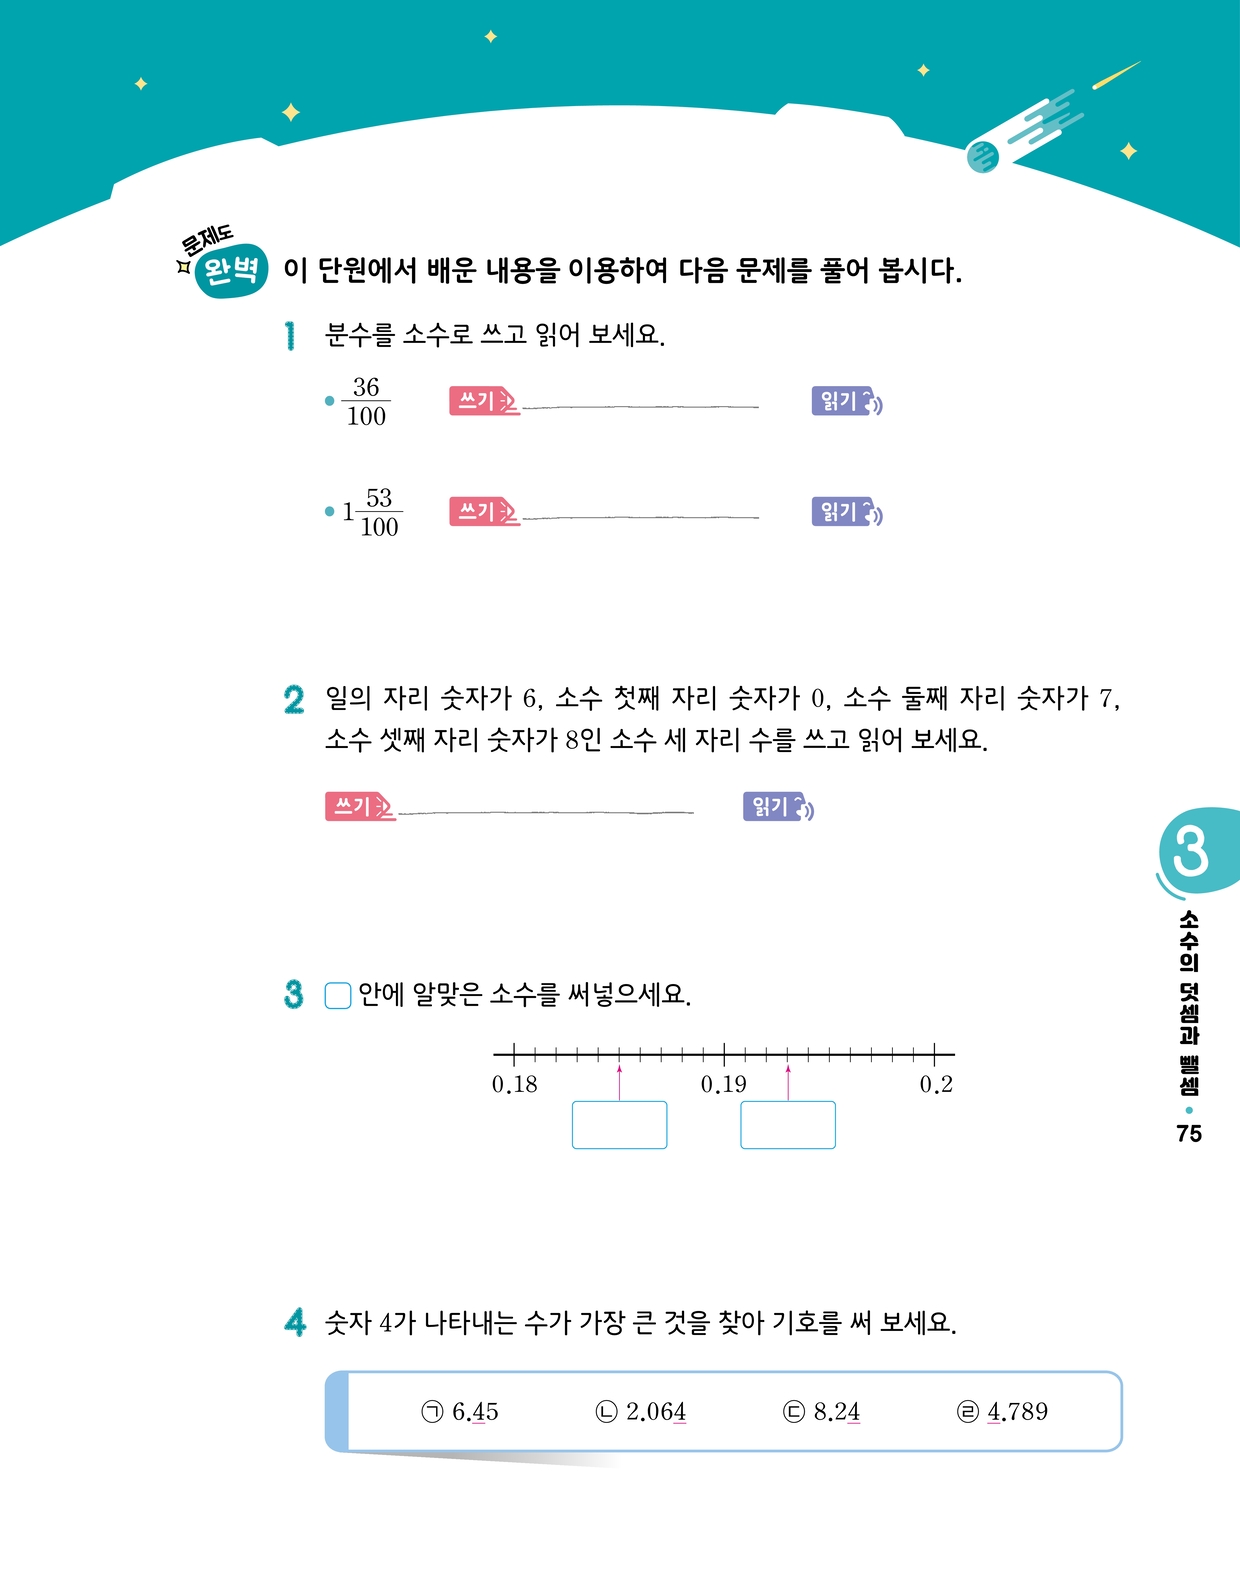 문제도
완벽
이 단원에서 배운 내용을 이용하여 다음 문제를 풀어 봅시다.
1 분수를 소수로 쓰고 읽어 보세요.
36/100 쓰기 읽기
1 53/100 쓰기 읽기
2 일의 자리 숫자가 6, 소수 첫째 자리 숫자가 0, 소수 둘째 자리 숫자가 7,
소수 셋째 자리 숫자가 8인 소수 세 자리 수를 쓰고 읽어 보세요.
쓰기 읽기
3 □ 안에 알맞은 소수를 써넣으세요.
0.18 0.19 0.2
4 숫자 4가 나타내는 수가 가장 큰 것을 찾아 기호를 써 보세요.
㉠ 6.45 ㉡ 2.064 ㉢ 8.24 ㉣ 4.789
3
소수의 덧셈과 뺄셈 • 75